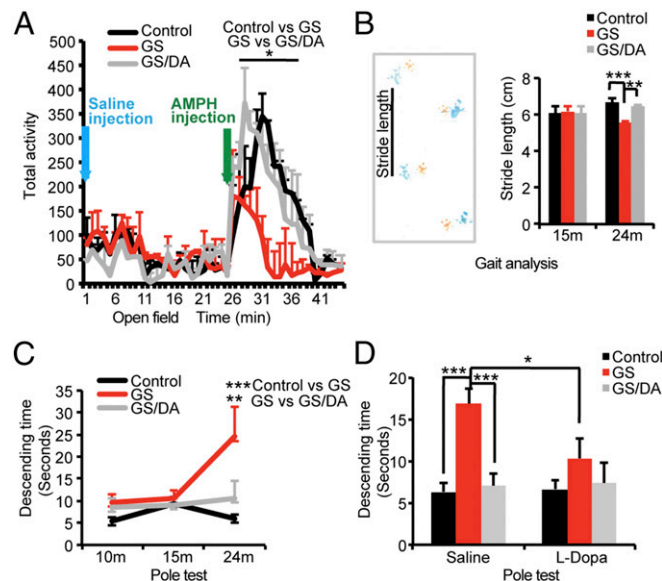 A
Control
GS
GS/DA
Control vs GS
GS vs GS/DA
*
Saline
injection
AMPH
injection
Total activity
500
450
400
350
300
250
200
150
100
50
0
1 6 11 16 21 26 31 36 41
Open field Time (min)
B
Stride length
Control
GS
GS/DA
*** **
Stride length (cm)
10
8
6
4
2
0
15m 24m
Gait analysis
C
Control
GS
GS/DA
*** Control vs GS
** GS vs GS/DA
Descending time
(Seconds)
35
30
25
20
15
10
5
0
10m 15m 24m
Pole test
D
Control
GS
GS/DA
*
*** ***
Descending time
(Seconds)
20
15
10
5
0
Saline L-Dopa
Pole test